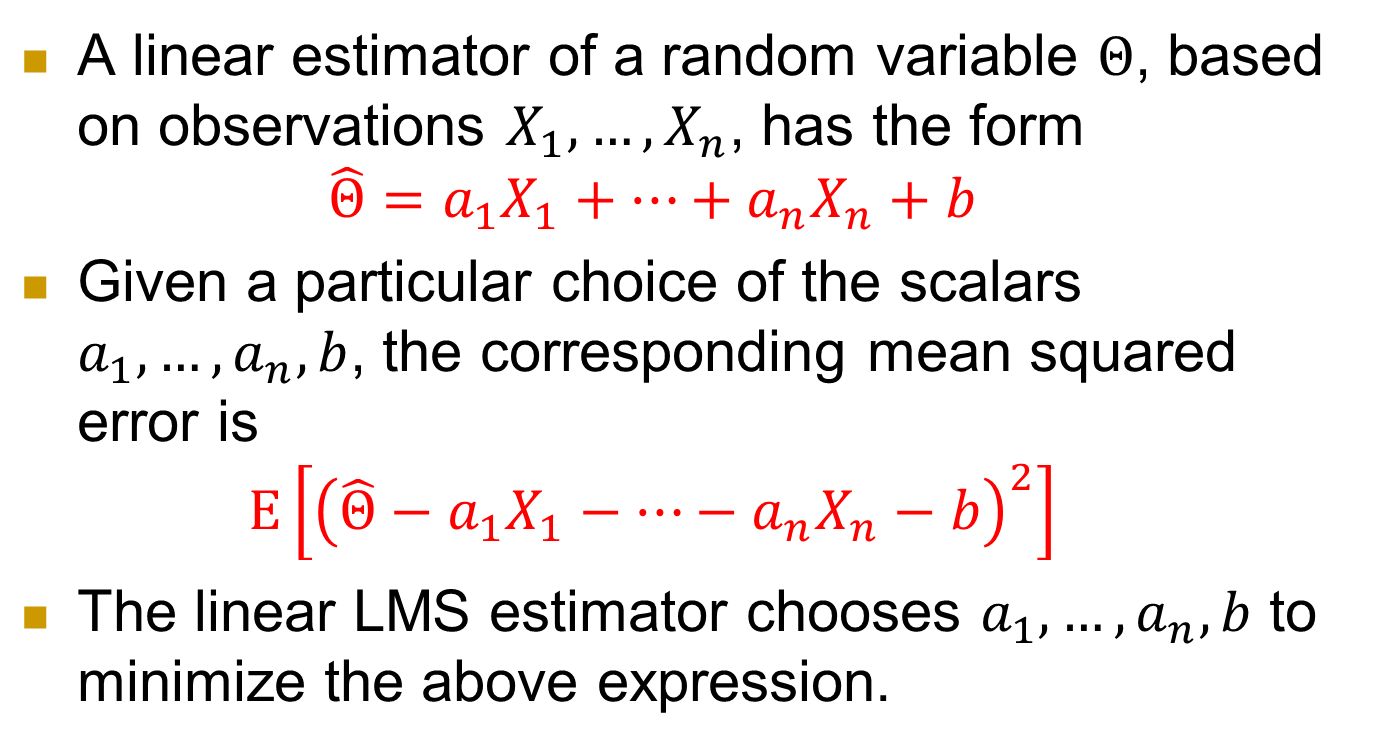 ■ A linear estimator of a random variable Θ, based
on observations X₁, … , Xₙ, has the form
Θ̂ = a₁X₁ + ⋯ + aₙXₙ + b
■ Given a particular choice of the scalars
a₁, … , aₙ, b, the corresponding mean squared
error is
E[(Θ̂ − a₁X₁ − ⋯ − aₙXₙ − b)²]
■ The linear LMS estimator chooses a₁, … , aₙ, b to
minimize the above expression.